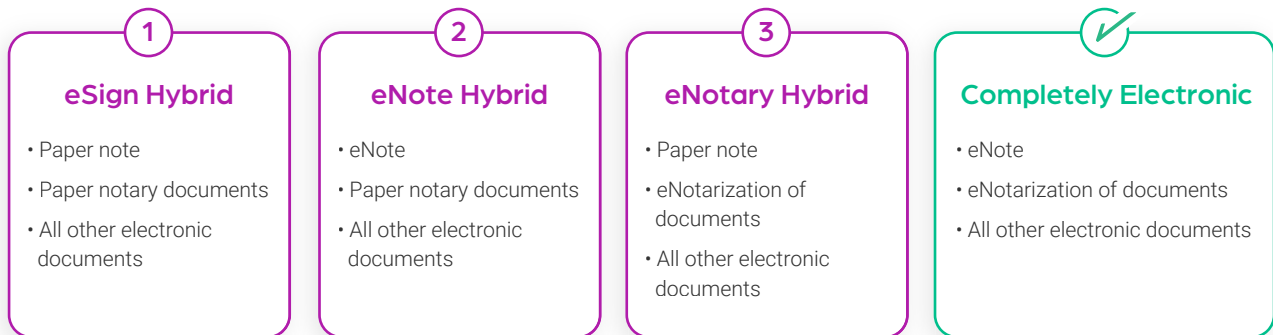 1
eSign Hybrid
• Paper note
• Paper notary documents
• All other electronic
documents
2
eNote Hybrid
• eNote
• Paper notary documents
• All other electronic
documents
3
eNotary Hybrid
• Paper note
• eNotarization of
documents
• All other electronic
documents
Completely Electronic
• eNote
• eNotarization of documents
• All other electronic documents